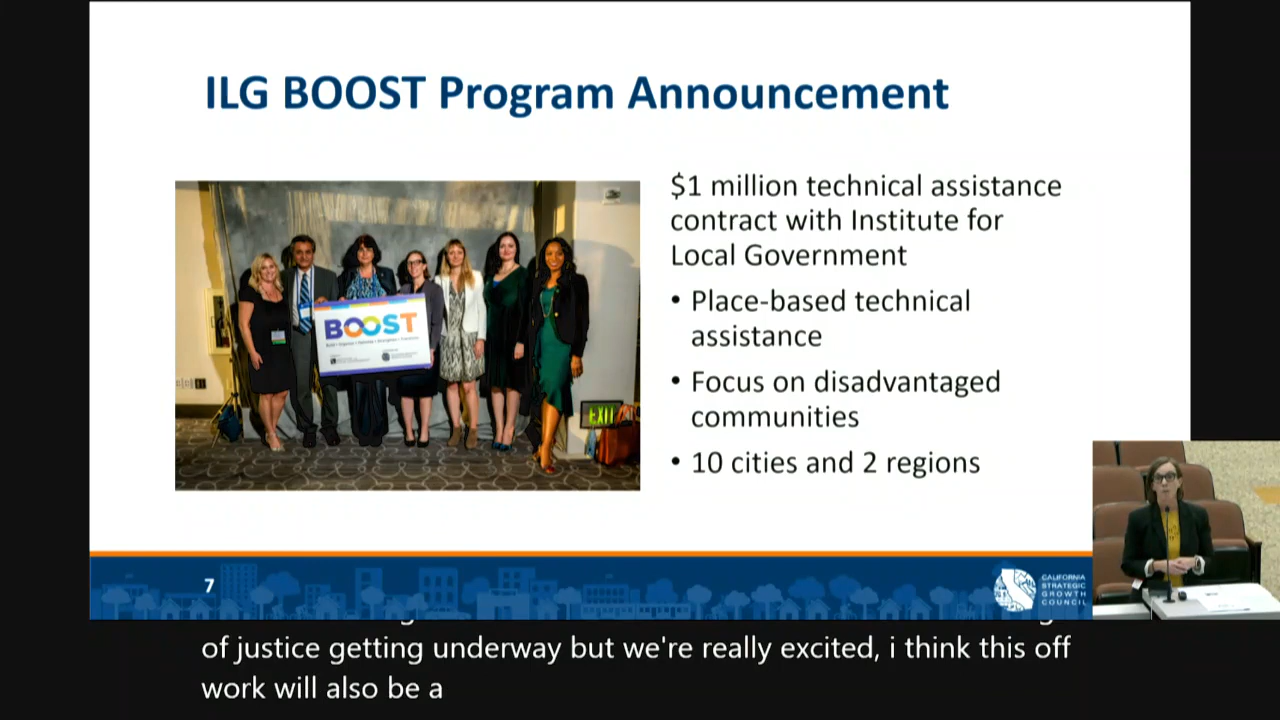 ILG BOOST Program Announcement
$1 million technical assistance
contract with Institute for
Local Government
• Place-based technical
assistance
• Focus on disadvantaged
communities
• 10 cities and 2 regions
BOOST
EXIT
7
CALIFORNIA
STRATEGIC
GROWTH
COUNCIL
of justice getting underway but we're really excited, i think this off
work will also be a